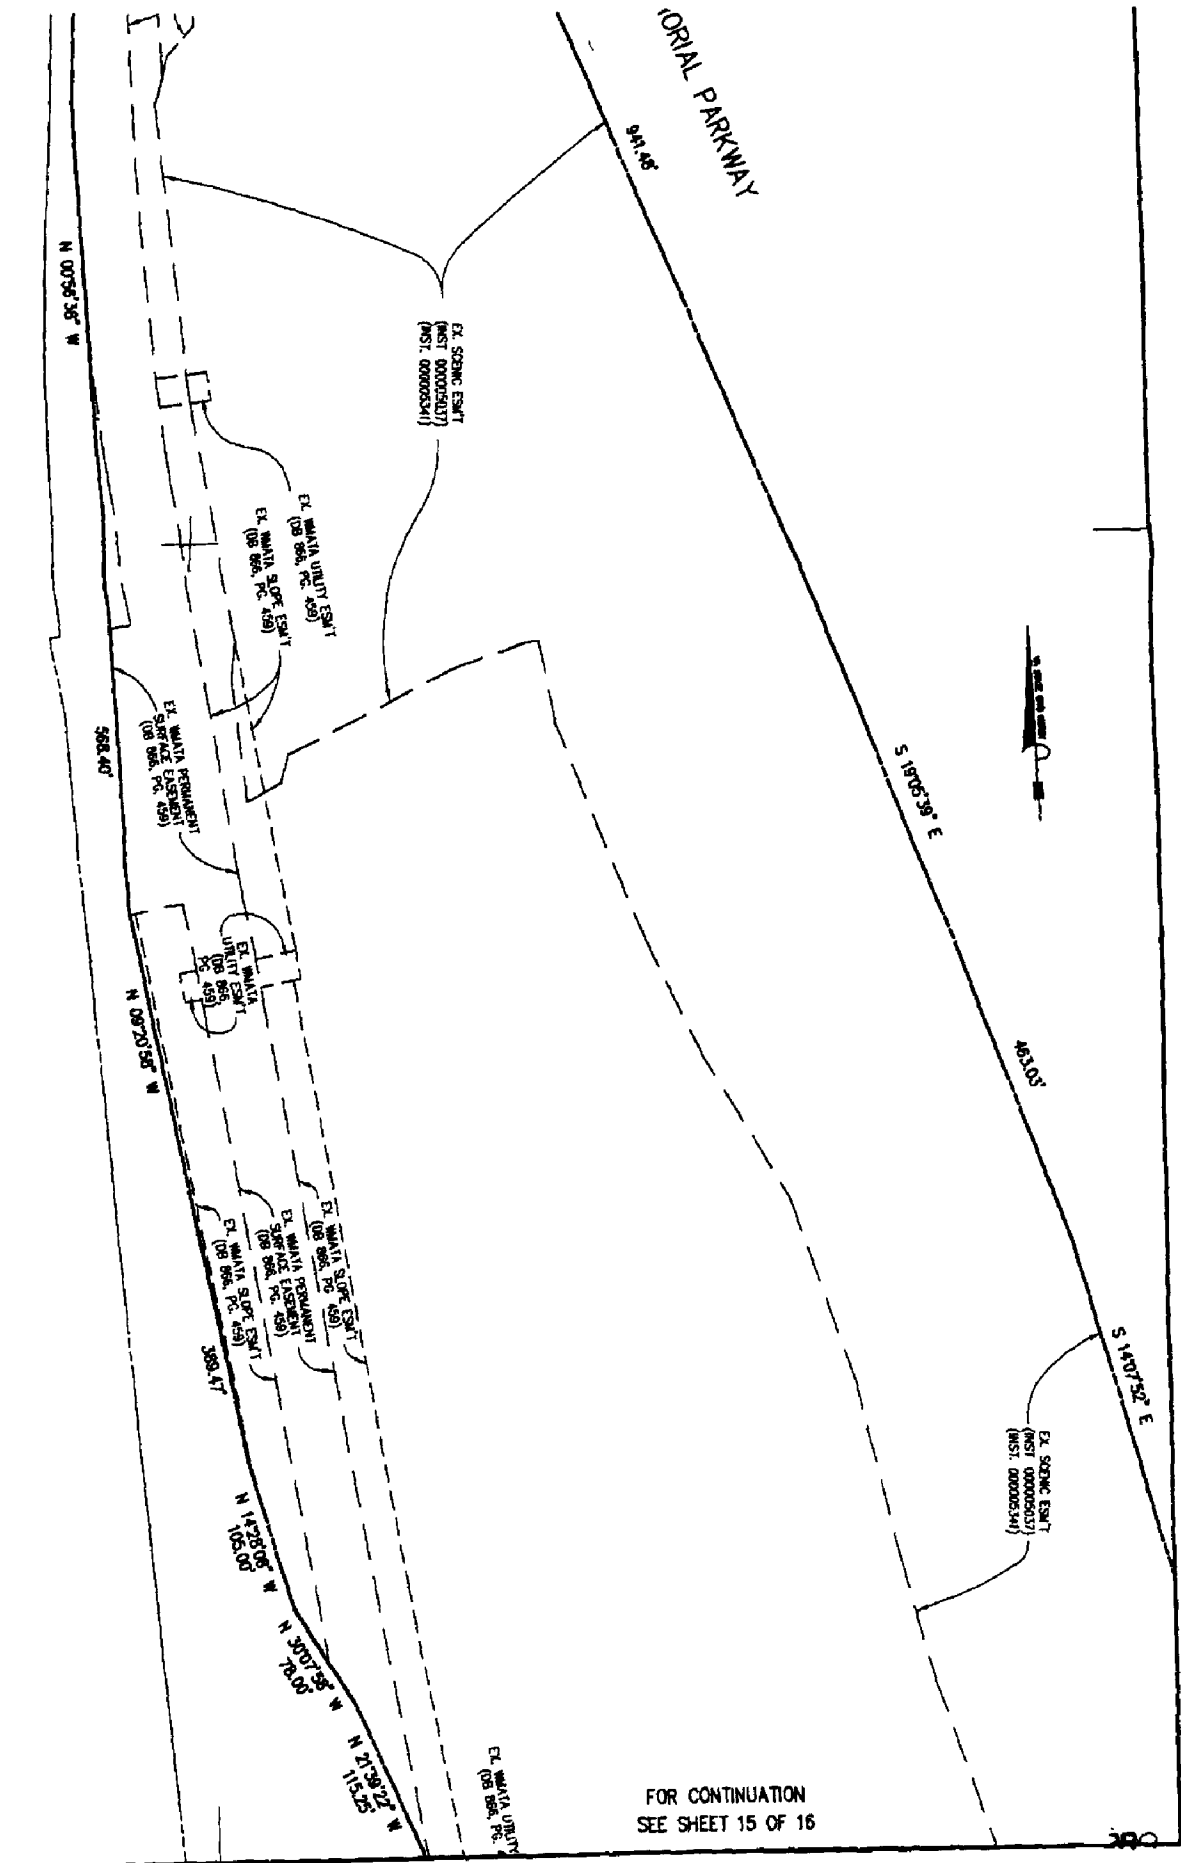 ORIAL PARKWAY
941.48'
N 00°56'36" W
EX. SCENIC ESM'T
(INST 000005037)
(INST. 000005341)
EX. WMATA UTILITY ESM'T
(DB 866, PG. 459)
EX. WMATA SLOPE ESM'T
(DB 866, PG. 459)
EX. WMATA PERMANENT
SURFACE EASEMENT
(DB 866, PG. 459)
568.40'
S 19°05'39" E
EX. WMATA
UTILITY ESM'T
(DB 866,
PG 459)
N 09°20'58" W
463.03'
EX. WMATA SLOPE ESM'T
(DB 866, PG 459)
EX. WMATA PERMANENT
SURFACE EASEMENT
(DB 866, PG. 459)
EX. WMATA SLOPE ESM'T
(DB 866, PG. 459)
389.47'
S 14°07'52" E
EX. SCENIC ESM'T
(INST 000005037)
(INST. 000005341)
N 14°28'08" W
105.00'
N 30°07'58" W
78.00'
N 21°39'22" W
115.25'
EX. WMATA UTILITY
(DB 866, PG.
FOR CONTINUATION
SEE SHEET 15 OF 16